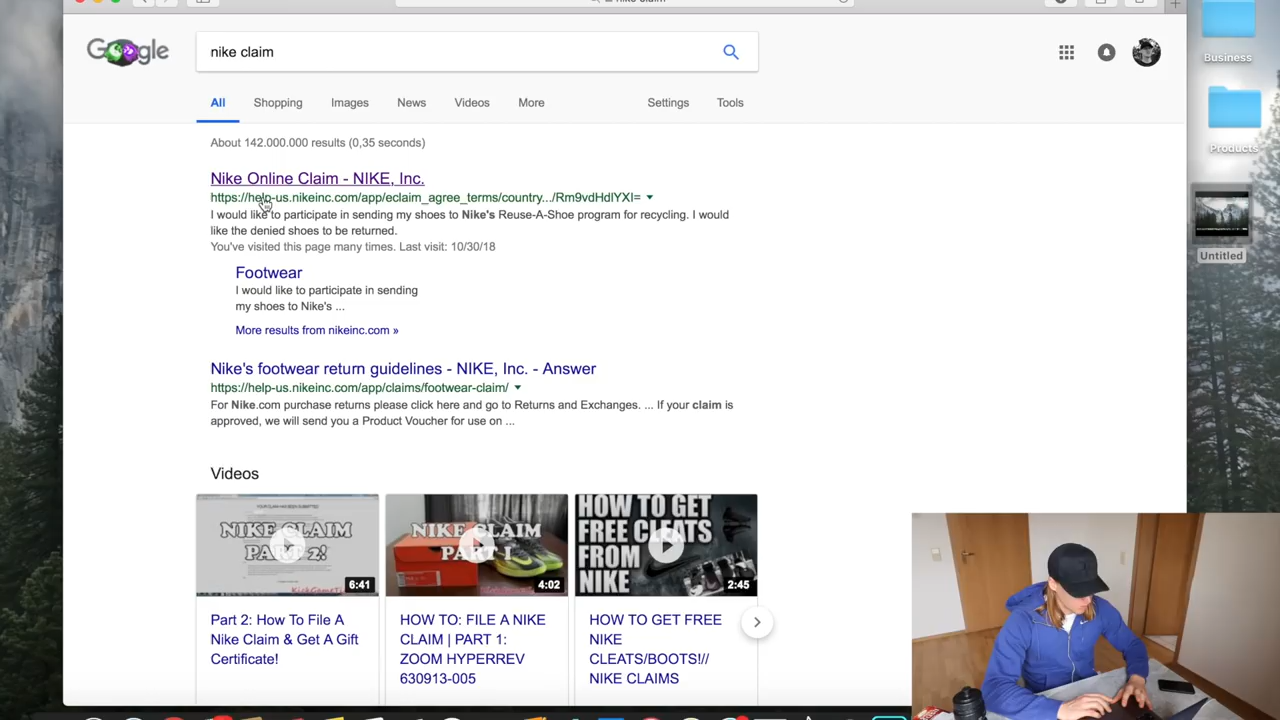 Google
nike claim
All Shopping Images News Videos More Settings Tools
About 142.000.000 results (0,35 seconds)
Nike Online Claim - NIKE, Inc.
https://help-us.nikeinc.com/app/eclaim_agree_terms/country.../Rm9vdHdlYXI=
I would like to participate in sending my shoes to Nike's Reuse-A-Shoe program for recycling. I would
like the denied shoes to be returned.
You've visited this page many times. Last visit: 10/30/18
Footwear
I would like to participate in sending
my shoes to Nike's ...
More results from nikeinc.com »
Nike's footwear return guidelines - NIKE, Inc. - Answer
https://help-us.nikeinc.com/app/claims/footwear-claim/
For Nike.com purchase returns please click here and go to Returns and Exchanges. ... If your claim is
approved, we will send you a Product Voucher for use on ...
Videos
NIKE CLAIM
PART 2!
6:41
NIKE CLAIM
PART 1
4:02
HOW TO GET
FREE CLEATS
FROM
NIKE
2:45
Part 2: How To File A
Nike Claim & Get A Gift
Certificate!
HOW TO: FILE A NIKE
CLAIM | PART 1:
ZOOM HYPERREV
630913-005
HOW TO GET FREE
NIKE
CLEATS/BOOTS!//
NIKE CLAIMS
Business
Products
Untitled